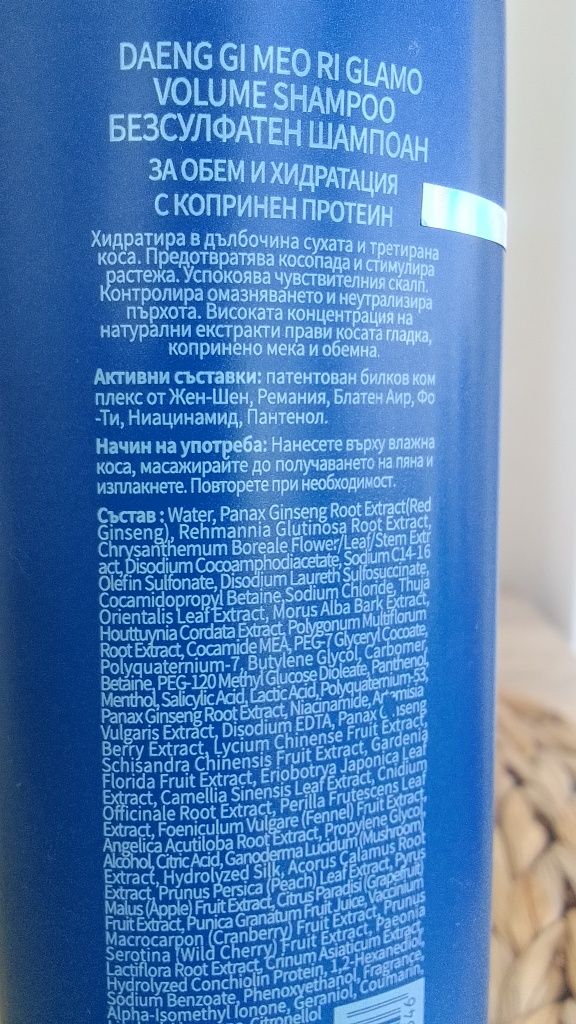 DAENG GI MEO RI GLAMO
VOLUME SHAMPOO
БЕЗСУЛФАТЕН ШАМПОАН
ЗА ОБЕМ И ХИДРАТАЦИЯ
С КОПРИНЕН ПРОТЕИН
Хидратира в дълбочина сухата и третирана
коса. Предотвратява косопада и стимулира
растежа. Успокоява чувствителния скалп.
Контролира омазняването и неутрализира
пърхота. Високата концентрация на
натурални екстракти прави косата гладка,
копринено мека и обемна.
Активни съставки: патентован билков ком
плекс от Жен-Шен, Ремания, Блатен Аир, Фо
-Ти, Ниацинамид, Пантенол.
Начин на употреба: Нанесете върху влажна
коса, масажирайте до получаването на пяна и
изплакнете. Повторете при необходимост.
Състав : Water, Panax Ginseng Root Extract(Red
Ginseng), Rehmannia Glutinosa Root Extract,
Chrysanthemum Boreale Flower/Leaf/Stem Extr
act, Disodium Cocoamphodiacetate, Sodium C14-16
Olefin Sulfonate, Disodium Laureth Sulfosuccinate,
Cocamidopropyl Betaine, Sodium Chloride, Thuja
Orientalis Leaf Extract, Morus Alba Bark Extract,
Houttuynia Cordata Extract, Polygonum Multiflorum
Root Extract, Cocamide MEA, PEG-7 Glyceryl Cocoate,
Polyquaternium-7, Butylene Glycol, Carbomer,
Betaine, PEG-120 Methyl Glucose Dioleate, Panthenol,
Menthol, Salicylic Acid, Lactic Acid, Polyquaternium-53,
Panax Ginseng Root Extract, Niacinamide, Artemisia
Vulgaris Extract, Disodium EDTA, Panax Ginseng
Berry Extract, Lycium Chinense Fruit Extract,
Schisandra Chinensis Fruit Extract, Gardenia
Florida Fruit Extract, Eriobotrya Japonica Leaf
Extract, Camellia Sinensis Leaf Extract, Cnidium
Officinale Root Extract, Perilla Frutescens Leaf
Extract, Foeniculum Vulgare (Fennel) Fruit Extract,
Angelica Acutiloba Root Extract, Propylene Glycol,
Alcohol, Citric Acid, Ganoderma Lucidum (Mushroom)
Extract, Hydrolyzed Silk, Acorus Calamus Root
Extract, Prunus Persica (Peach) Leaf Extract, Pyrus
Malus (Apple) Fruit Extract, Citrus Paradisi (Grapefruit)
Fruit Extract, Punica Granatum Fruit Juice, Vaccinium
Macrocarpon (Cranberry) Fruit Extract, Prunus
Serotina (Wild Cherry) Fruit Extract, Paeonia
Lactiflora Root Extract, Crinum Asiaticum Extract,
Hydrolyzed Conchiolin Protein, 1,2-Hexanediol,
Sodium Benzoate, Phenoxyethanol, Fragrance,
Alpha-Isomethyl Ionone, Geraniol, Coumarin,
Citronellol